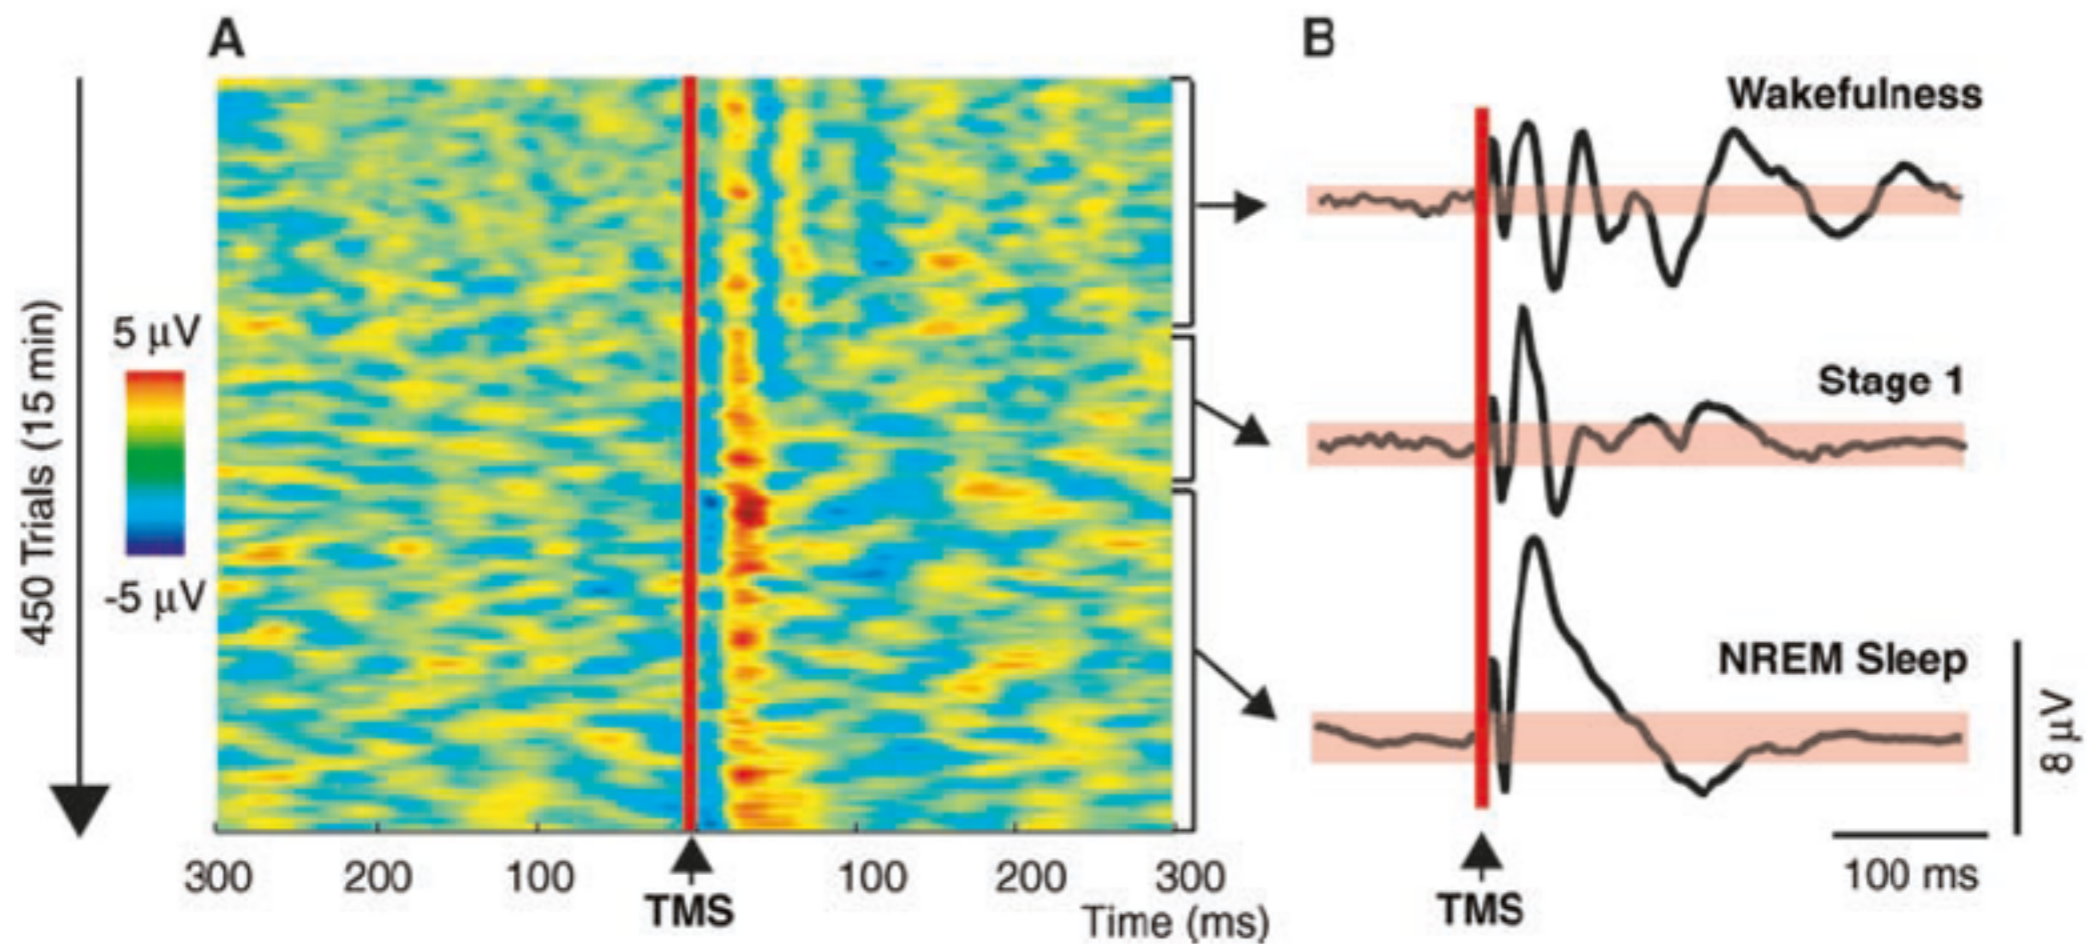 A
B
Wakefulness
Stage 1
NREM Sleep
450 Trials (15 min)
5 µV
-5 µV
8 µV
300 200 100 100 200 300
100 ms
TMS
Time (ms)
TMS